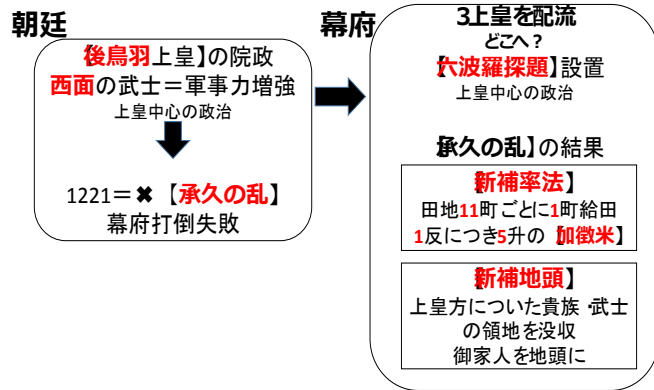 朝廷
【後鳥羽上皇】の院政
西面の武士＝軍事力増強
上皇中心の政治
1221＝✖【承久の乱】
幕府打倒失敗
幕府
3上皇を配流
どこへ？
【六波羅探題】設置
上皇中心の政治
【承久の乱】の結果
【新補率法】
田地11町ごとに1町給田
1反につき5升の【加徴米】
【新補地頭】
上皇方についた貴族・武士
の領地を没収
御家人を地頭に